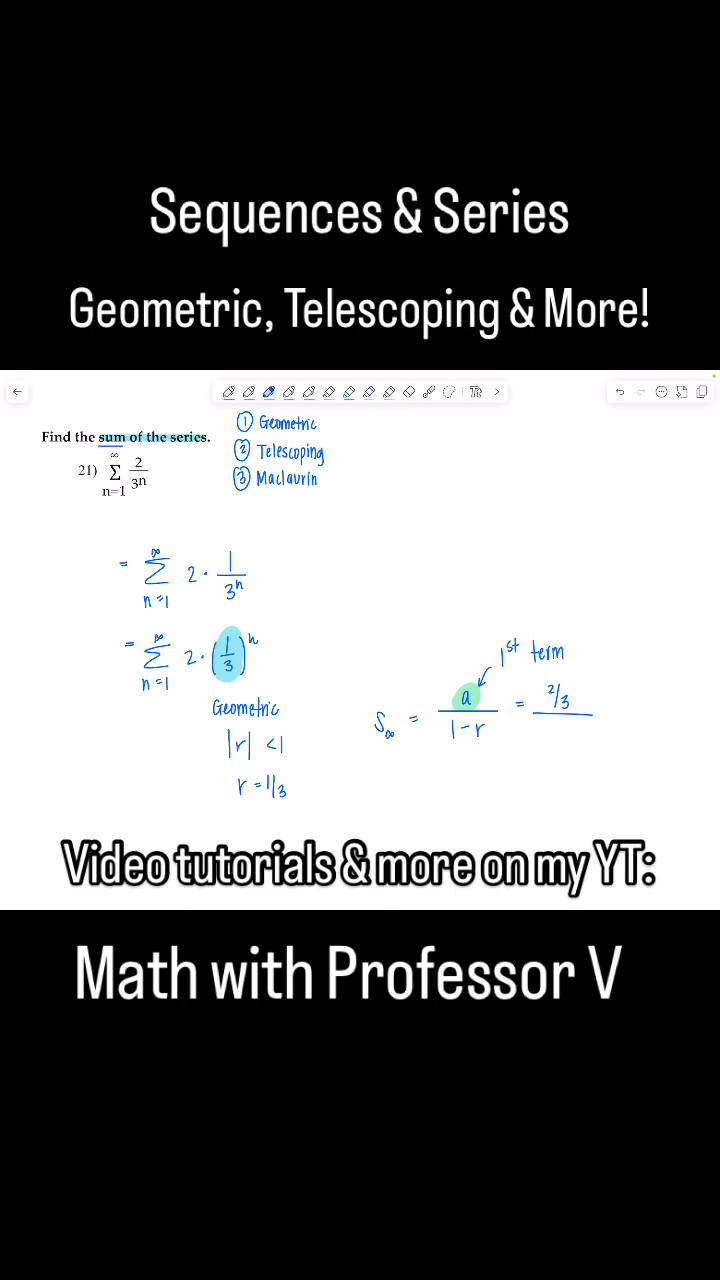 Sequences & Series
Geometric, Telescoping & More!
Find the sum of the series.
① Geometric
② Telescoping
③ Maclaurin
21) ∞ Σ n=1 2/3n
= ∞ Σ n=1 2 · 1/3ⁿ
= ∞ Σ n=1 2 · (1/3)ⁿ
Geometric
|r| < 1
r = 1/3
1st term
S∞ = a/1-r = 2/3
Video tutorials & more on my YT:
Math with Professor V